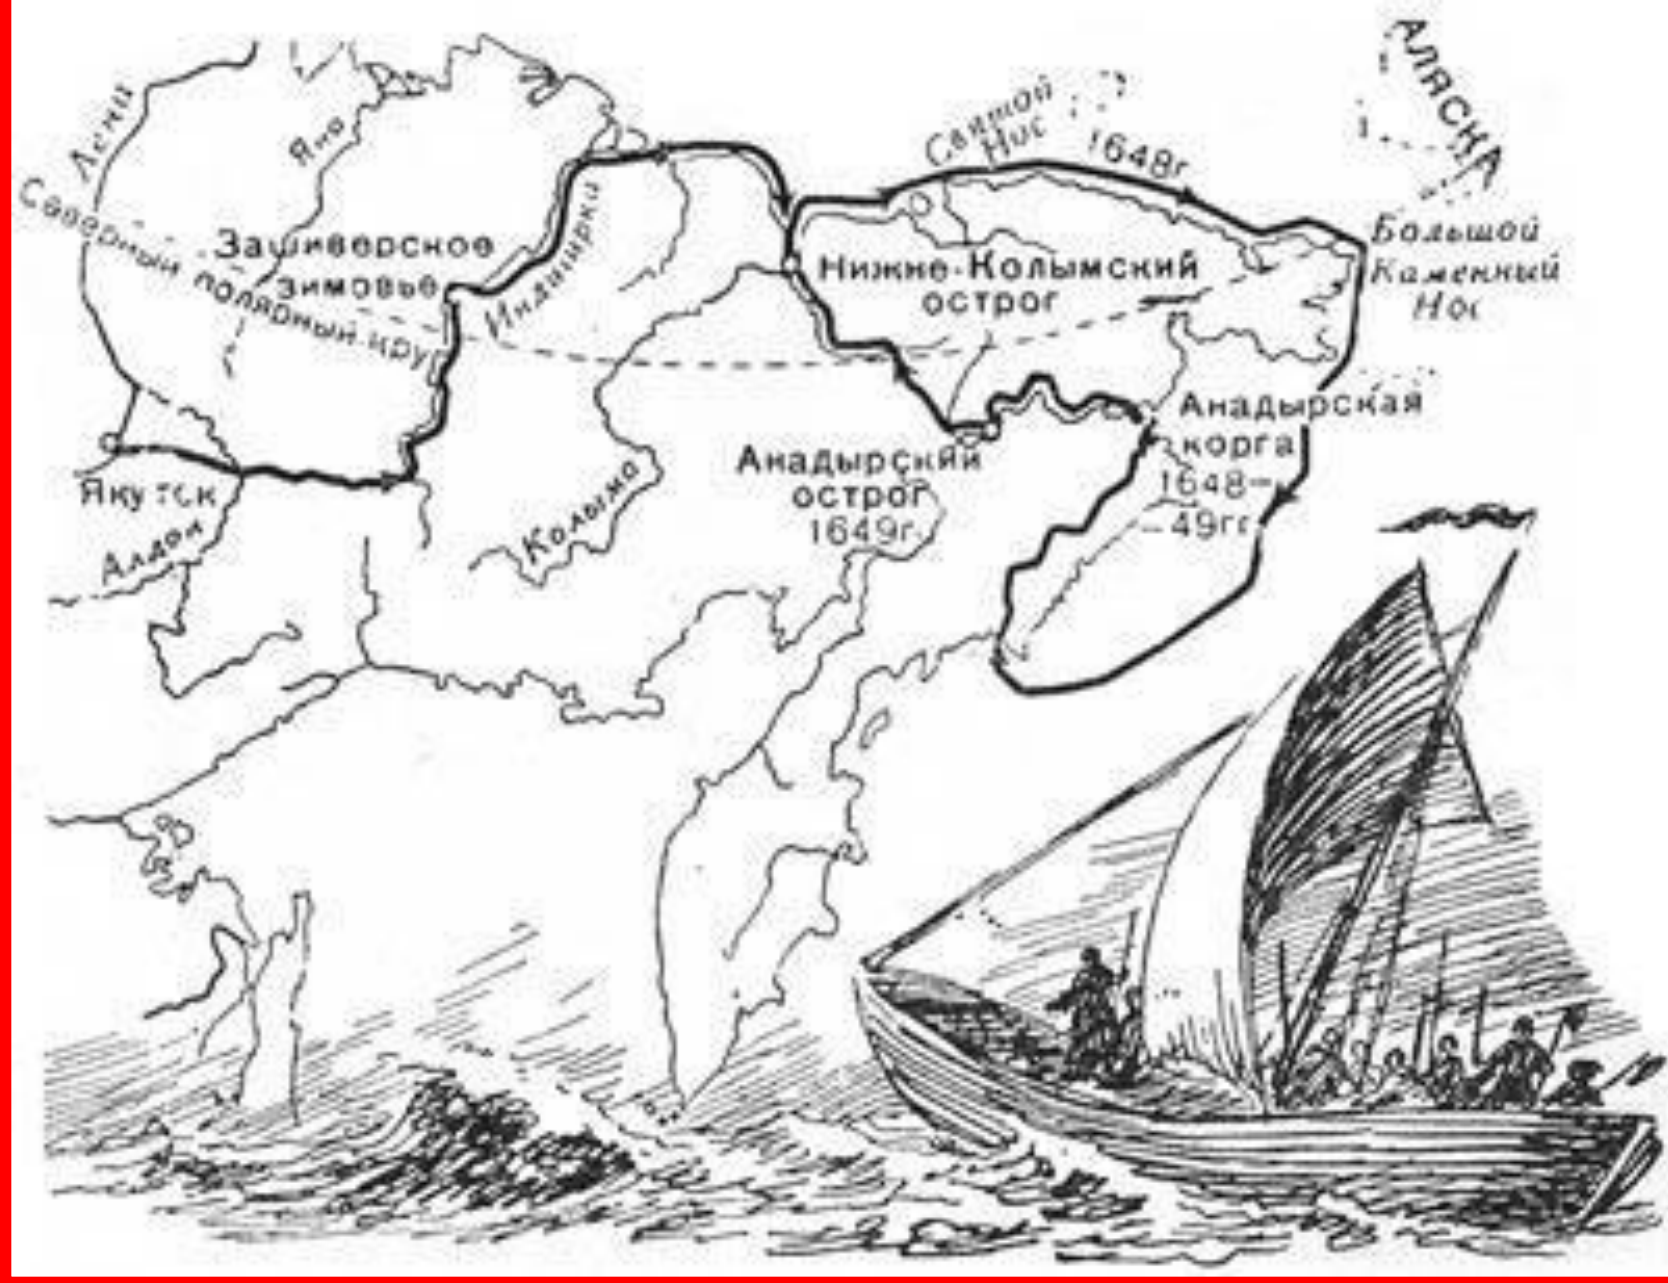 Лена
Яна
Северный полярный круг
Зашиверское
зимовье
Индигирка
Святой
Нос
1648г
АЛЯСКА
Большой
Каменный
Нос
Нижне-Колымский
острог
Анадырская
корга
1648-
-49гг
Анадырский
острог
1649г.
Колыма
Якутск
Алдан